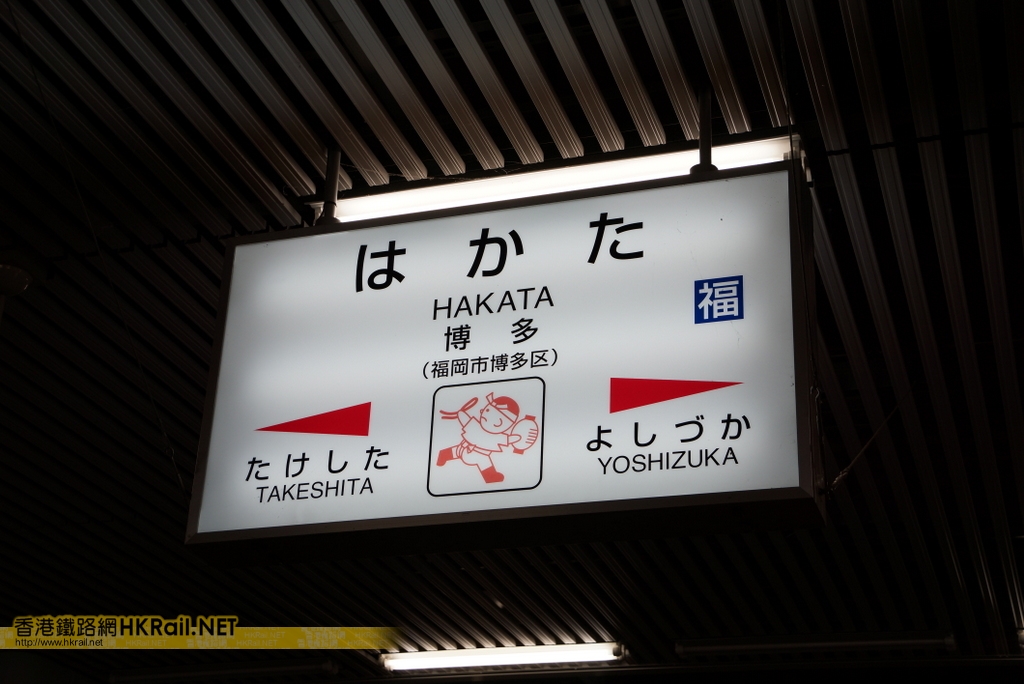 はかた
HAKATA
博多
(福岡市博多区)
福
たけした
TAKESHITA
よしづか
YOSHIZUKA
香港鐵路網HKRail.NET
http://www.hkrail.net